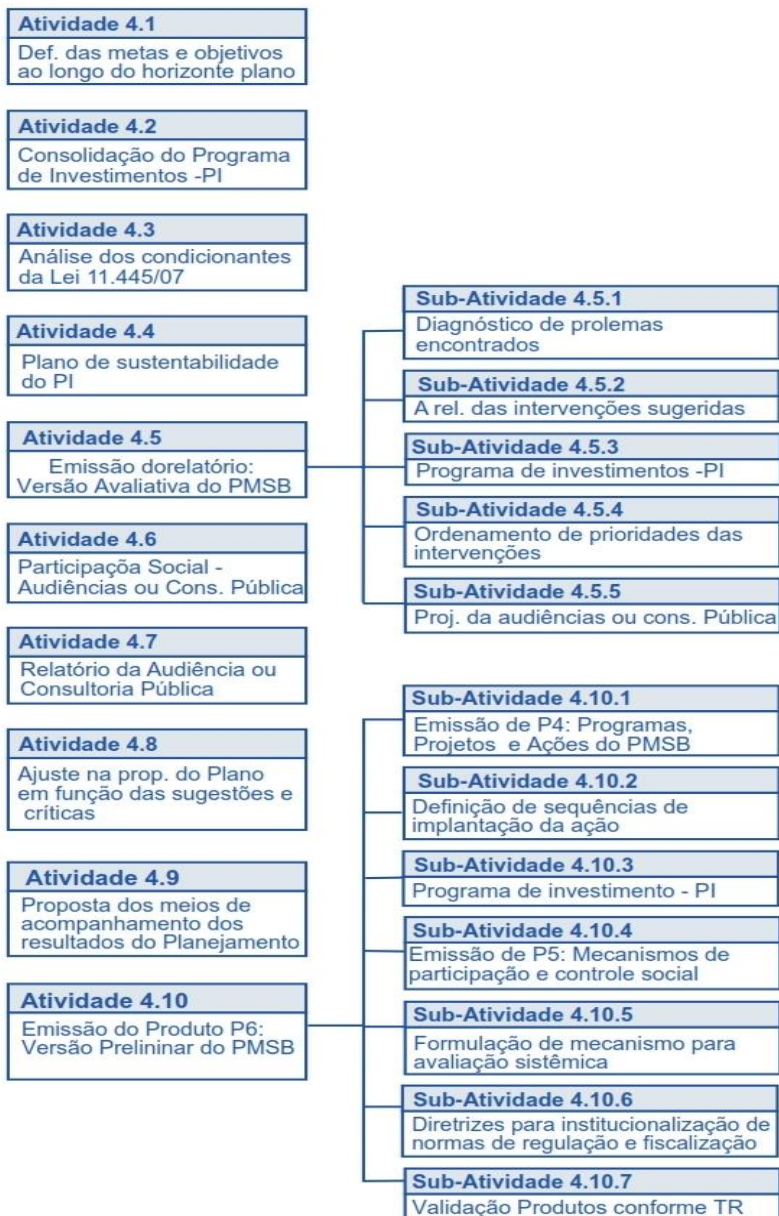 Atividade 4.1
Def. das metas e objetivos
ao longo do horizonte plano
Atividade 4.2
Consolidação do Programa
de Investimentos -PI
Atividade 4.3
Análise dos condicionantes
da Lei 11.445/07
Atividade 4.4
Plano de sustentabilidade
do PI
Atividade 4.5
Emissão dorelatório:
Versão Avaliativa do PMSB
Atividade 4.6
Participaçõa Social -
Audiências ou Cons. Pública
Atividade 4.7
Relatório da Audiência ou
Consultoria Pública
Atividade 4.8
Ajuste na prop. do Plano
em função das sugestões e
críticas
Atividade 4.9
Proposta dos meios de
acompanhamento dos
resultados do Planejamento
Atividade 4.10
Emissão do Produto P6:
Versão Prelininar do PMSB
Sub-Atividade 4.5.1
Diagnóstico de prolemas
encontrados
Sub-Atividade 4.5.2
A rel. das intervenções sugeridas
Sub-Atividade 4.5.3
Programa de investimentos -PI
Sub-Atividade 4.5.4
Ordenamento de prioridades das
intervenções
Sub-Atividade 4.5.5
Proj. da audiências ou cons. Pública
Sub-Atividade 4.10.1
Emissão de P4: Programas,
Projetos e Ações do PMSB
Sub-Atividade 4.10.2
Definição de sequências de
implantação da ação
Sub-Atividade 4.10.3
Programa de investimento - PI
Sub-Atividade 4.10.4
Emissão de P5: Mecanismos de
participação e controle social
Sub-Atividade 4.10.5
Formulação de mecanismo para
avaliação sistêmica
Sub-Atividade 4.10.6
Diretrizes para institucionalização de
normas de regulação e fiscalização
Sub-Atividade 4.10.7
Validação Produtos conforme TR